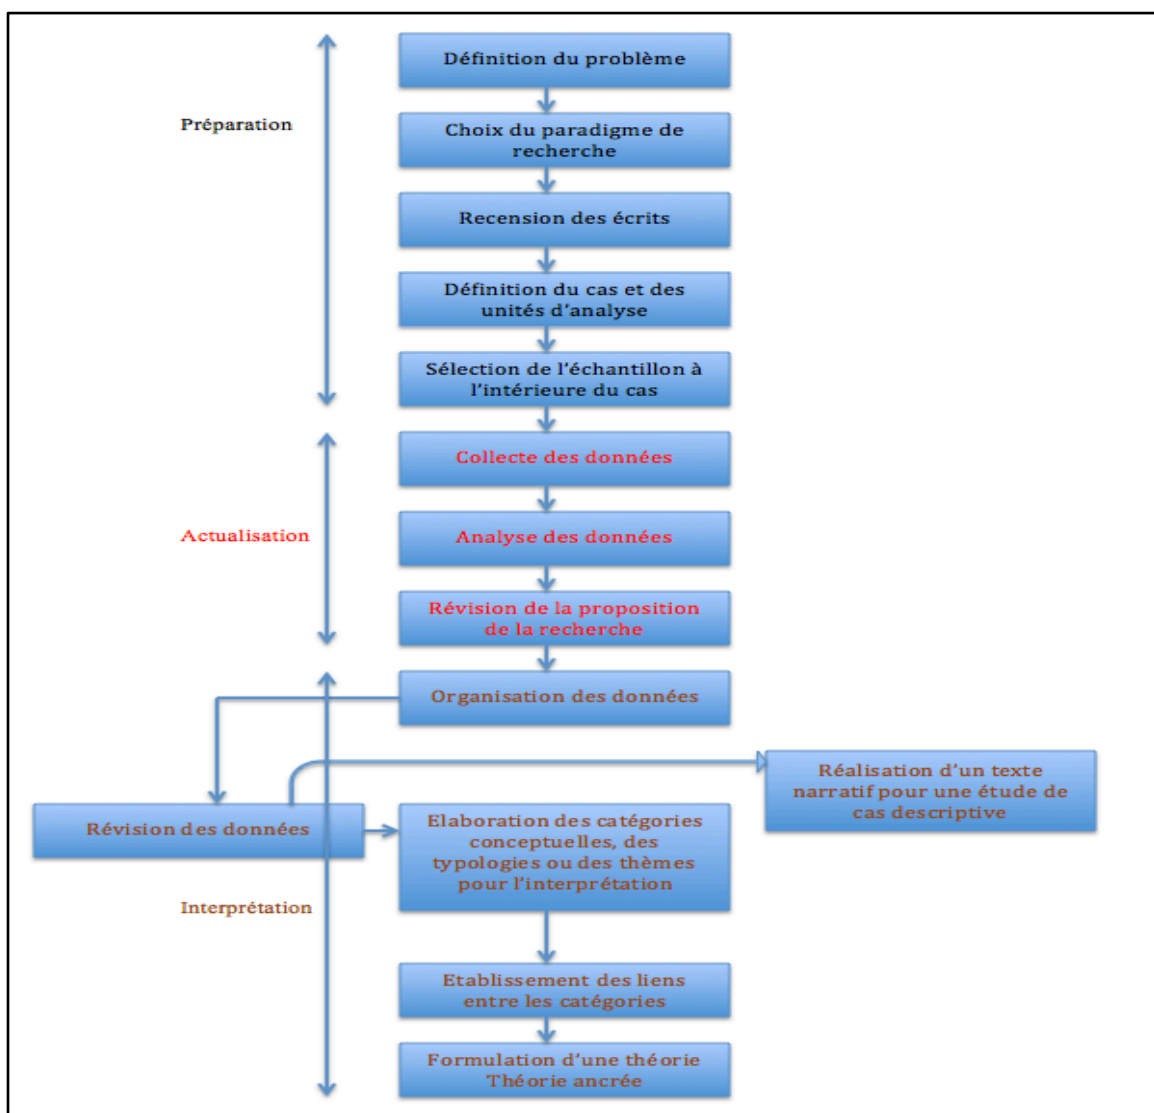 Définition du problème
Préparation
Choix du paradigme de
recherche
Recension des écrits
Définition du cas et des
unités d'analyse
Sélection de l'échantillon à
l'intérieure du cas
Collecte des données
Actualisation
Analyse des données
Révision de la proposition
de la recherche
Organisation des données
Réalisation d'un texte
narratif pour une étude de
cas descriptive
Révision des données
Elaboration des catégories
conceptuelles, des
typologies ou des thèmes
pour l'interprétation
Interprétation
Etablissement des liens
entre les catégories
Formulation d'une théorie
Théorie ancrée